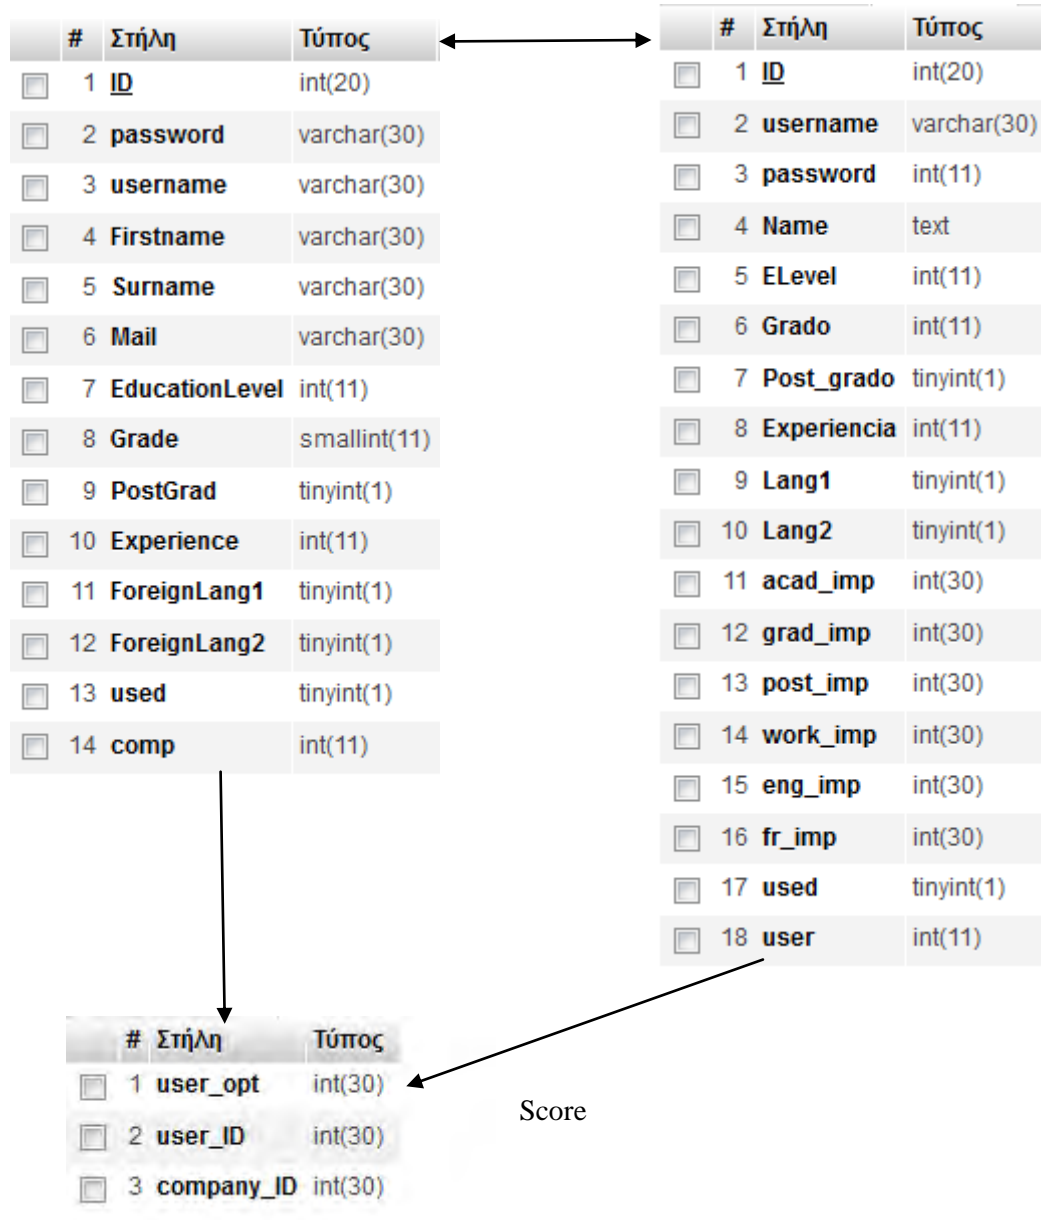 # Στήλη Τύπος
1 ID int(20)
2 password varchar(30)
3 username varchar(30)
4 Firstname varchar(30)
5 Surname varchar(30)
6 Mail varchar(30)
7 EducationLevel int(11)
8 Grade smallint(11)
9 PostGrad tinyint(1)
10 Experience int(11)
11 ForeignLang1 tinyint(1)
12 ForeignLang2 tinyint(1)
13 used tinyint(1)
14 comp int(11)
# Στήλη Τύπος
1 ID int(20)
2 username varchar(30)
3 password int(11)
4 Name text
5 ELevel int(11)
6 Grado int(11)
7 Post_grado tinyint(1)
8 Experiencia int(11)
9 Lang1 tinyint(1)
10 Lang2 tinyint(1)
11 acad_imp int(30)
12 grad_imp int(30)
13 post_imp int(30)
14 work_imp int(30)
15 eng_imp int(30)
16 fr_imp int(30)
17 used tinyint(1)
18 user int(11)
# Στήλη Τύπος
1 user_opt int(30)
2 user_ID int(30)
3 company_ID int(30)
Score